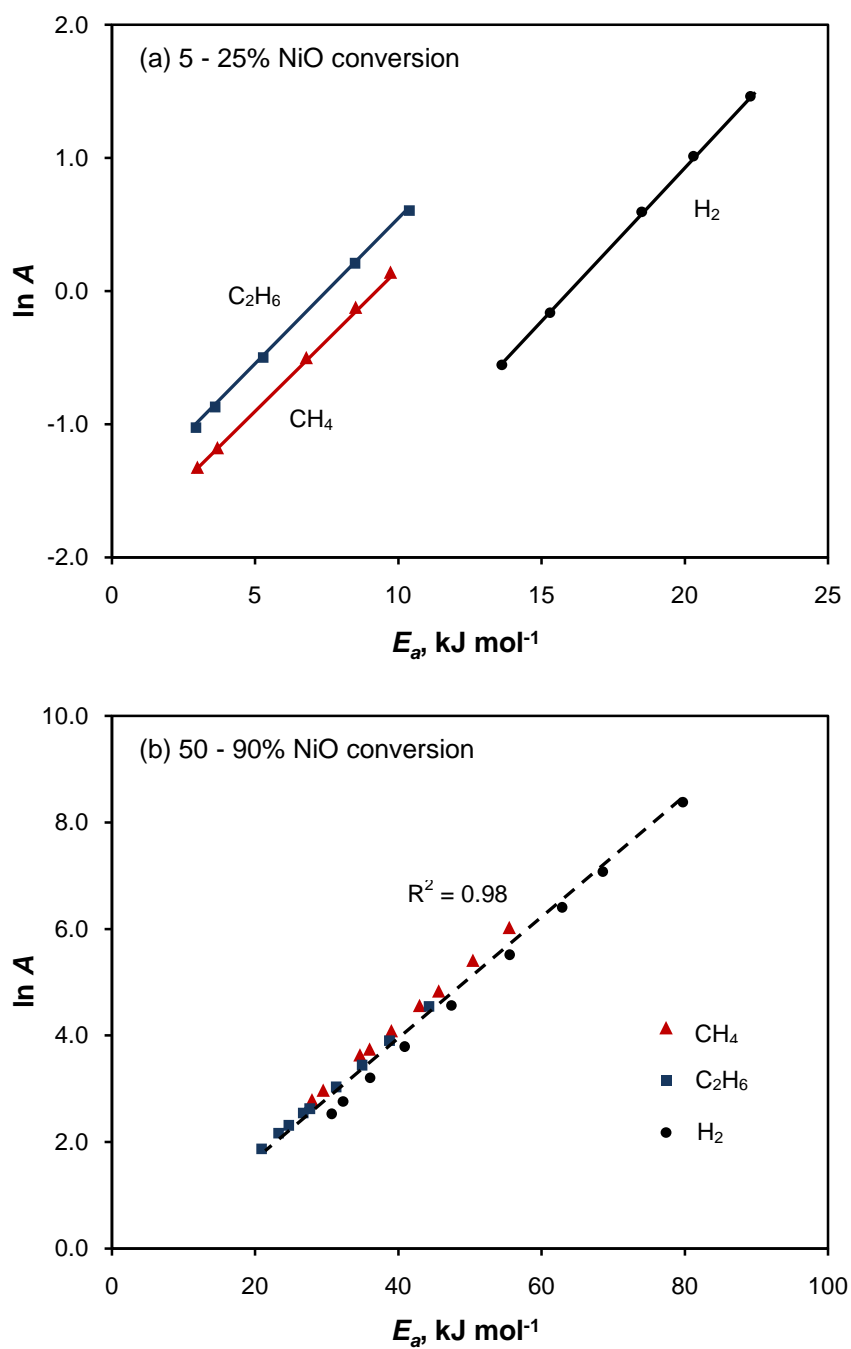 2.0
(a) 5 - 25% NiO conversion
1.0
H₂
0.0
C₂H₆
ln A
-1.0
CH₄
-2.0
0 5 10 15 20 25
Eₐ, kJ mol⁻¹
10.0
(b) 50 - 90% NiO conversion
8.0
R² = 0.98
6.0
ln A
4.0
CH₄
C₂H₆
2.0
H₂
0.0
0 20 40 60 80 100
Eₐ, kJ mol⁻¹